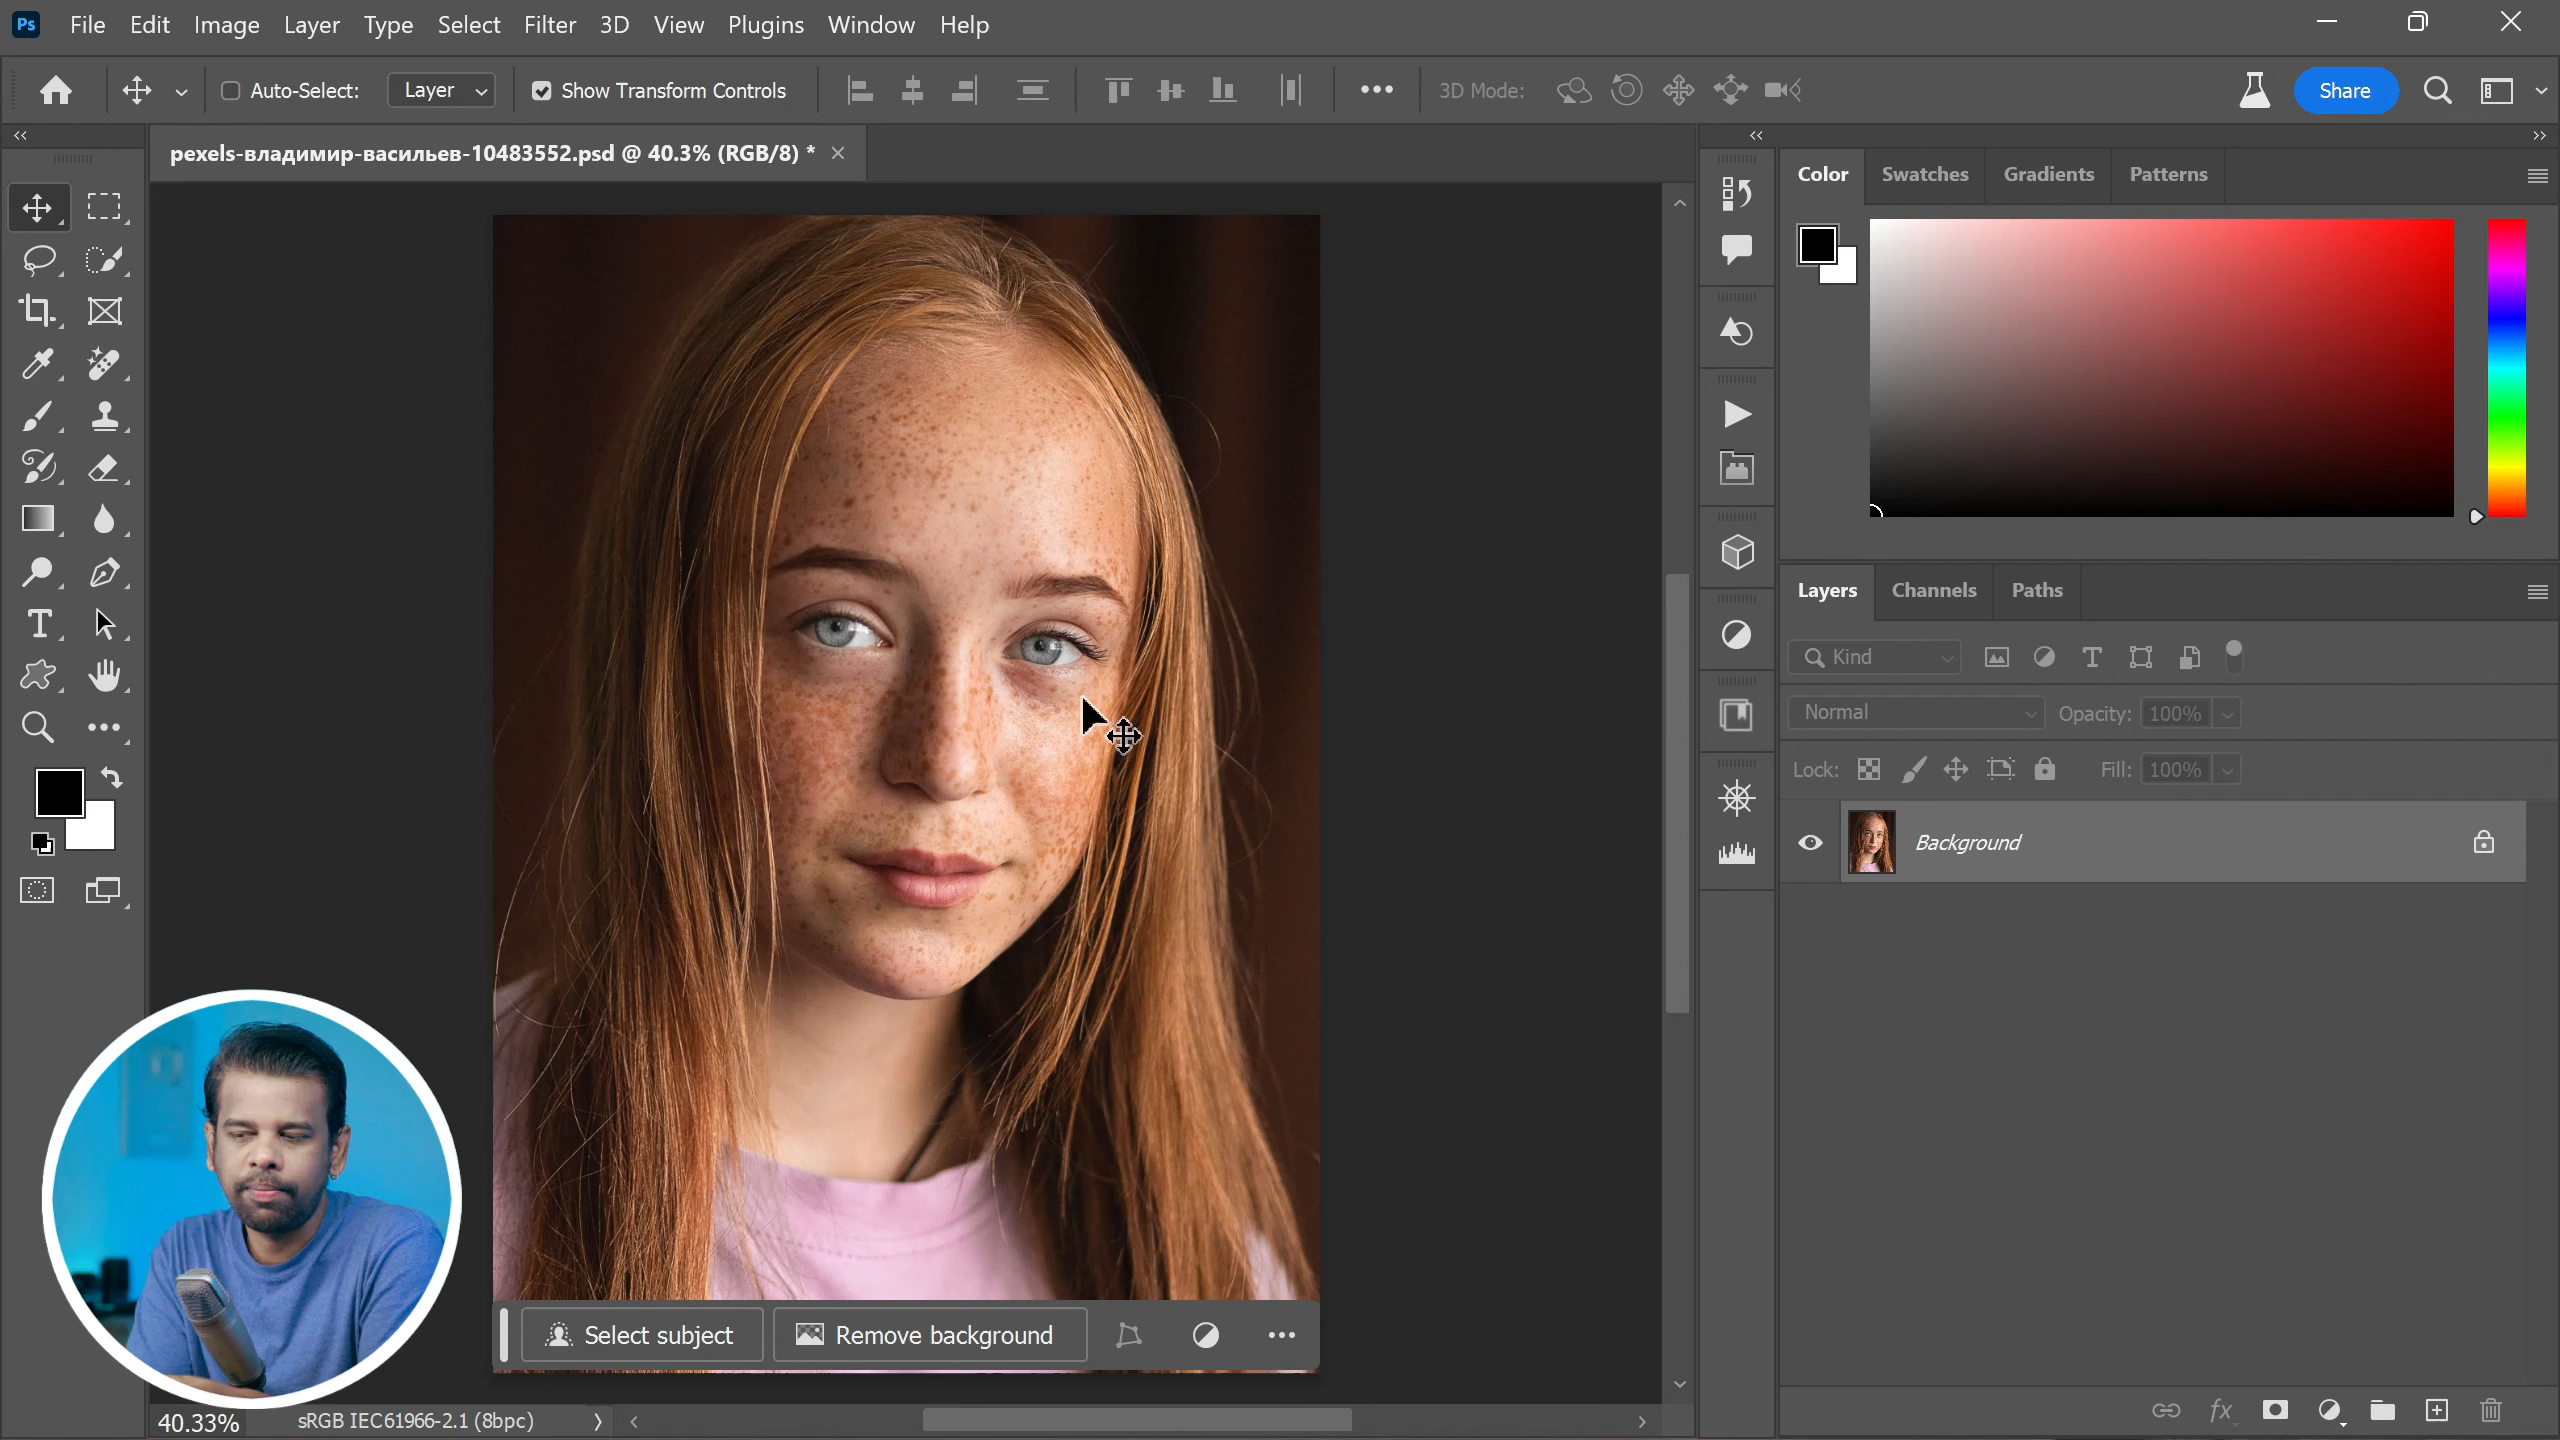 Ps File Edit Image Layer Type Select Filter 3D View Plugins Window Help
Auto-Select: Layer Show Transform Controls 3D Mode: Share
pexels-владимир-васильев-10483552.psd @ 40.3% (RGB/8) *
Color Swatches Gradients Patterns
Layers Channels Paths
Kind
Normal Opacity: 100%
Lock: Fill: 100%
Background
Select subject Remove background
40.33% sRGB IEC61966-2.1 (8bpc)
fx